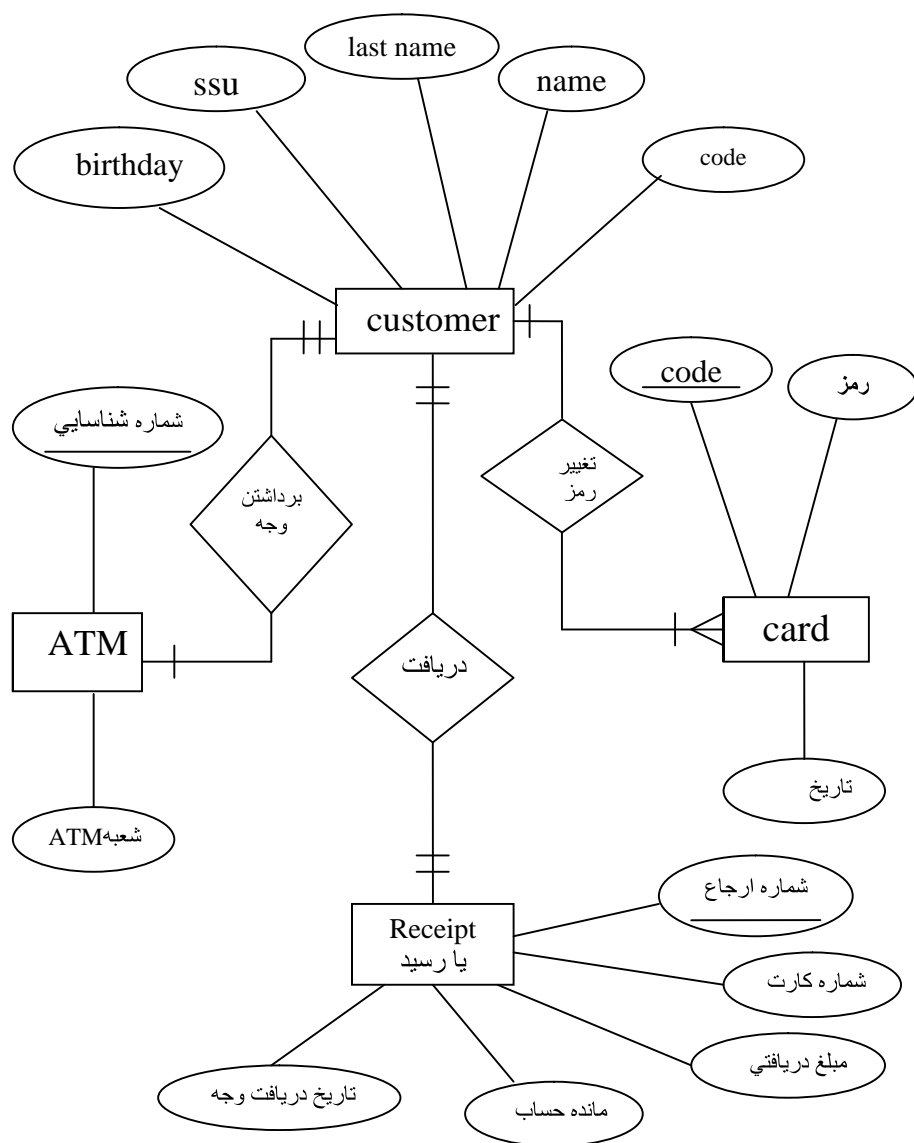 last name
name
ssu
birthday
code
customer
code
رمز
شماره شناسايي
تغيير
رمز
برداشتن
وجه
ATM
card
دريافت
تاريخ
شعبهATM
شماره ارجاع
Receipt
يا رسيد
شماره كارت
مبلغ دريافتي
تاريخ دريافت وجه
مانده حساب